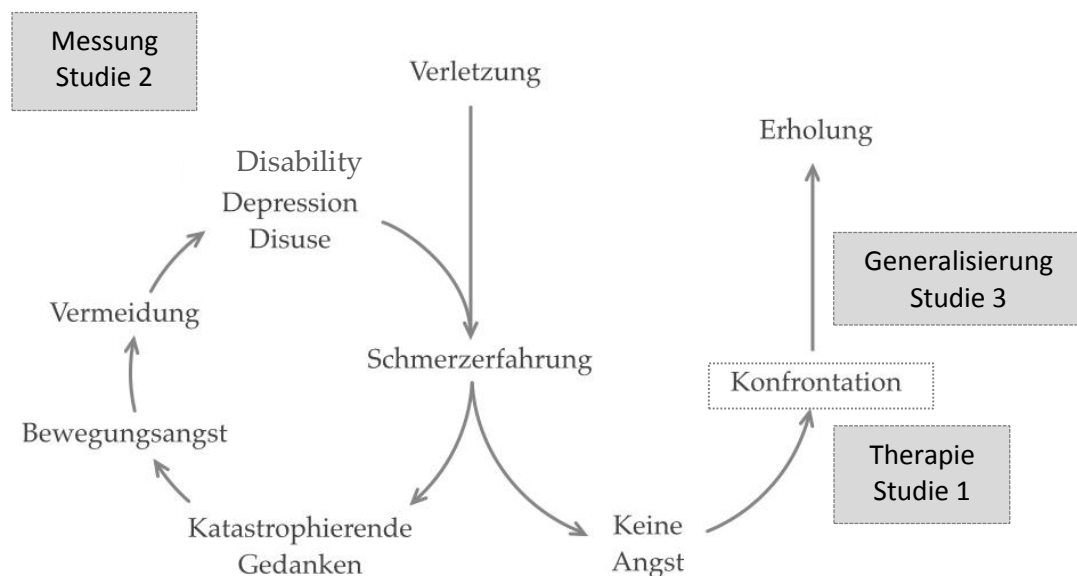 Messung
Studie 2
Verletzung
Erholung
Disability
Depression
Disuse
Generalisierung
Studie 3
Vermeidung
Schmerzerfahrung
Konfrontation
Bewegungsangst
Therapie
Studie 1
Katastrophierende
Gedanken
Keine
Angst